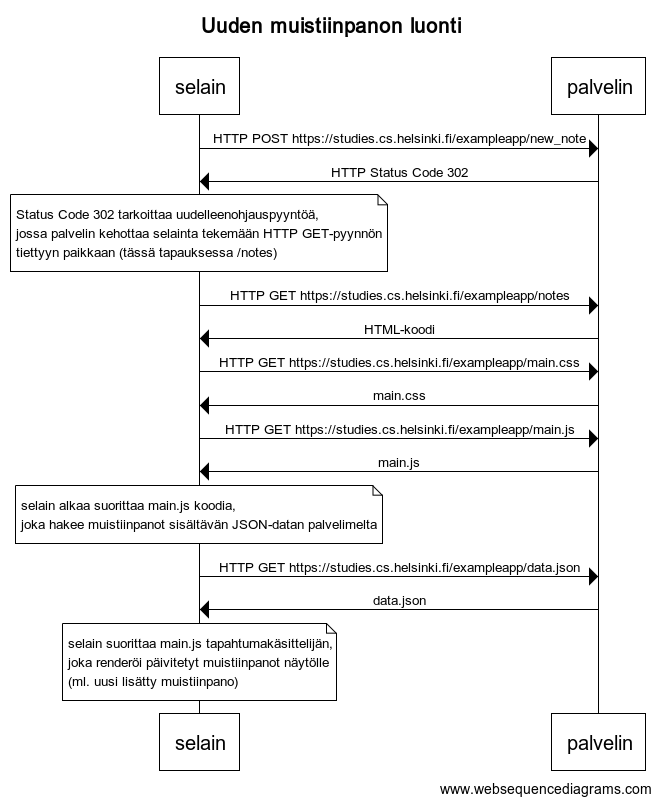 Uuden muistiinpanon luonti
selain
palvelin
HTTP POST https://studies.cs.helsinki.fi/exampleapp/new_note
HTTP Status Code 302
Status Code 302 tarkoittaa uudelleenohjauspyyntöä,
jossa palvelin kehottaa selainta tekemään HTTP GET-pyynnön
tiettyyn paikkaan (tässä tapauksessa /notes)
HTTP GET https://studies.cs.helsinki.fi/exampleapp/notes
HTML-koodi
HTTP GET https://studies.cs.helsinki.fi/exampleapp/main.css
main.css
HTTP GET https://studies.cs.helsinki.fi/exampleapp/main.js
main.js
selain alkaa suorittaa main.js koodia,
joka hakee muistiinpanot sisältävän JSON-datan palvelimelta
HTTP GET https://studies.cs.helsinki.fi/exampleapp/data.json
data.json
selain suorittaa main.js tapahtumakäsittelijän,
joka renderöi päivitetyt muistiinpanot näytölle
(ml. uusi lisätty muistiinpano)
selain
palvelin
www.websequencediagrams.com